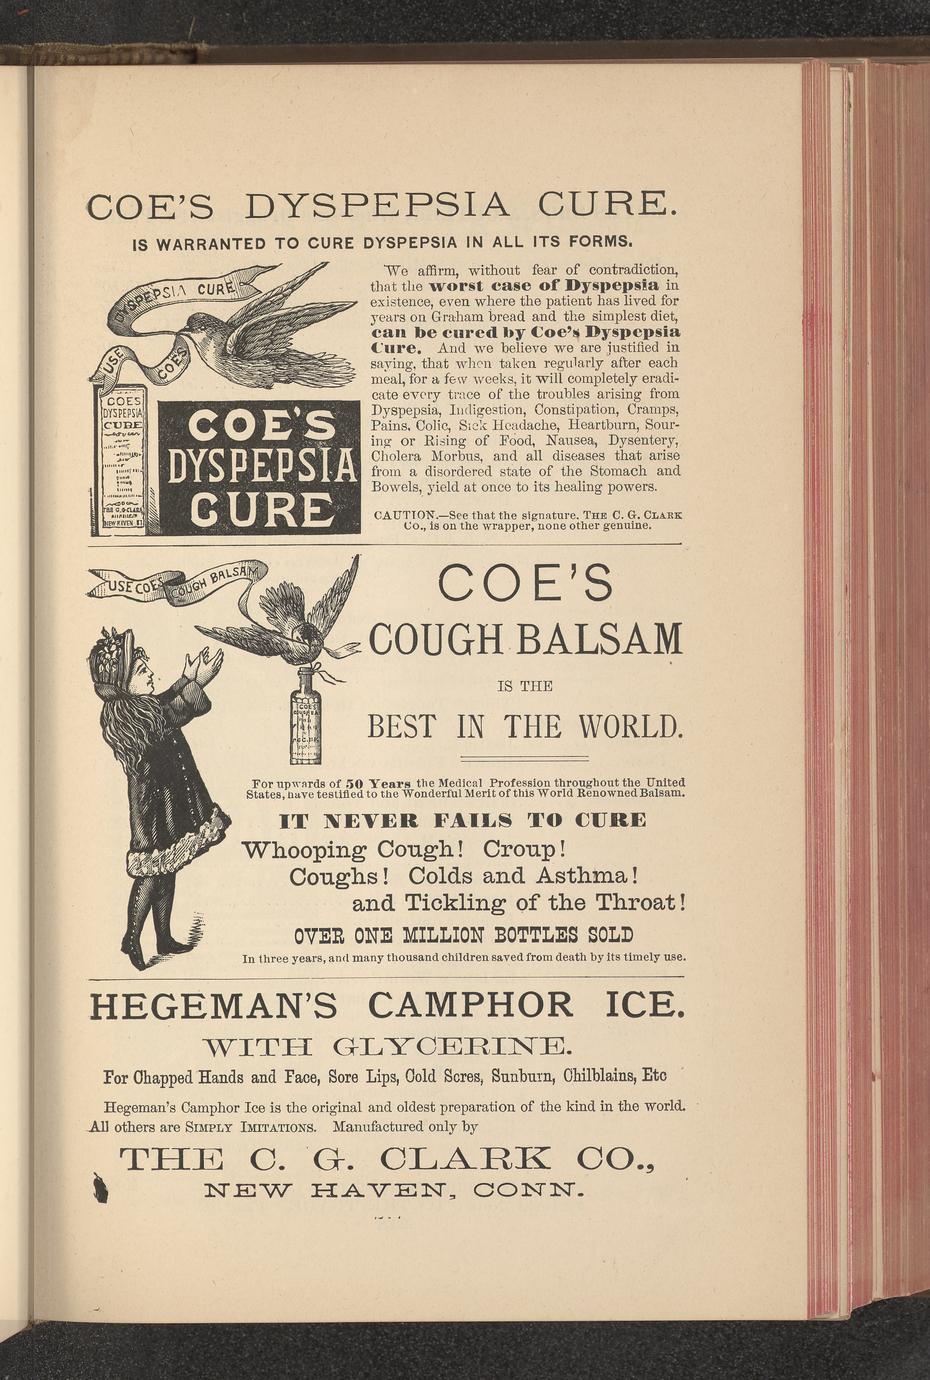 COE'S DYSPEPSIA CURE.
IS WARRANTED TO CURE DYSPEPSIA IN ALL ITS FORMS.
DYSPEPSIA CURE
USE COE'S
COE'S
DYSPEPSIA
CURE
THE C. G. CLARK
NEW HAVEN
COE'S
DYSPEPSIA
CURE
We affirm, without fear of contradiction,
that the worst case of Dyspepsia in
existence, even where the patient has lived for
years on Graham bread and the simplest diet,
can be cured by Coe's Dyspepsia
Cure. And we believe we are justified in
saying, that when taken regularly after each
meal, for a few weeks, it will completely eradi-
cate every trace of the troubles arising from
Dyspepsia, Indigestion, Constipation, Cramps,
Pains, Colic, Sick Headache, Heartburn, Sour-
ing or Rising of Food, Nausea, Dysentery,
Cholera Morbus, and all diseases that arise
from a disordered state of the Stomach and
Bowels, yield at once to its healing powers.
CAUTION.—See that the signature. THE C. G. CLARK
Co., is on the wrapper, none other genuine.
USE COES COUGH BALSAM
COE'S
COE'S
COUGH BALSAM
IS THE
BEST IN THE WORLD.
For upwards of 50 Years the Medical Profession throughout the United
States, have testified to the Wonderful Merit of this World Renowned Balsam.
IT NEVER FAILS TO CURE
Whooping Cough! Croup!
Coughs! Colds and Asthma!
and Tickling of the Throat!
OVER ONE MILLION BOTTLES SOLD
In three years, and many thousand children saved from death by its timely use.
HEGEMAN'S CAMPHOR ICE.
WITH GLYCERINE.
For Chapped Hands and Face, Sore Lips, Cold Sores, Sunburn, Chilblains, Etc
Hegeman's Camphor Ice is the original and oldest preparation of the kind in the world.
All others are SIMPLY IMITATIONS. Manufactured only by
THE C. G. CLARK CO.,
NEW HAVEN, CONN.